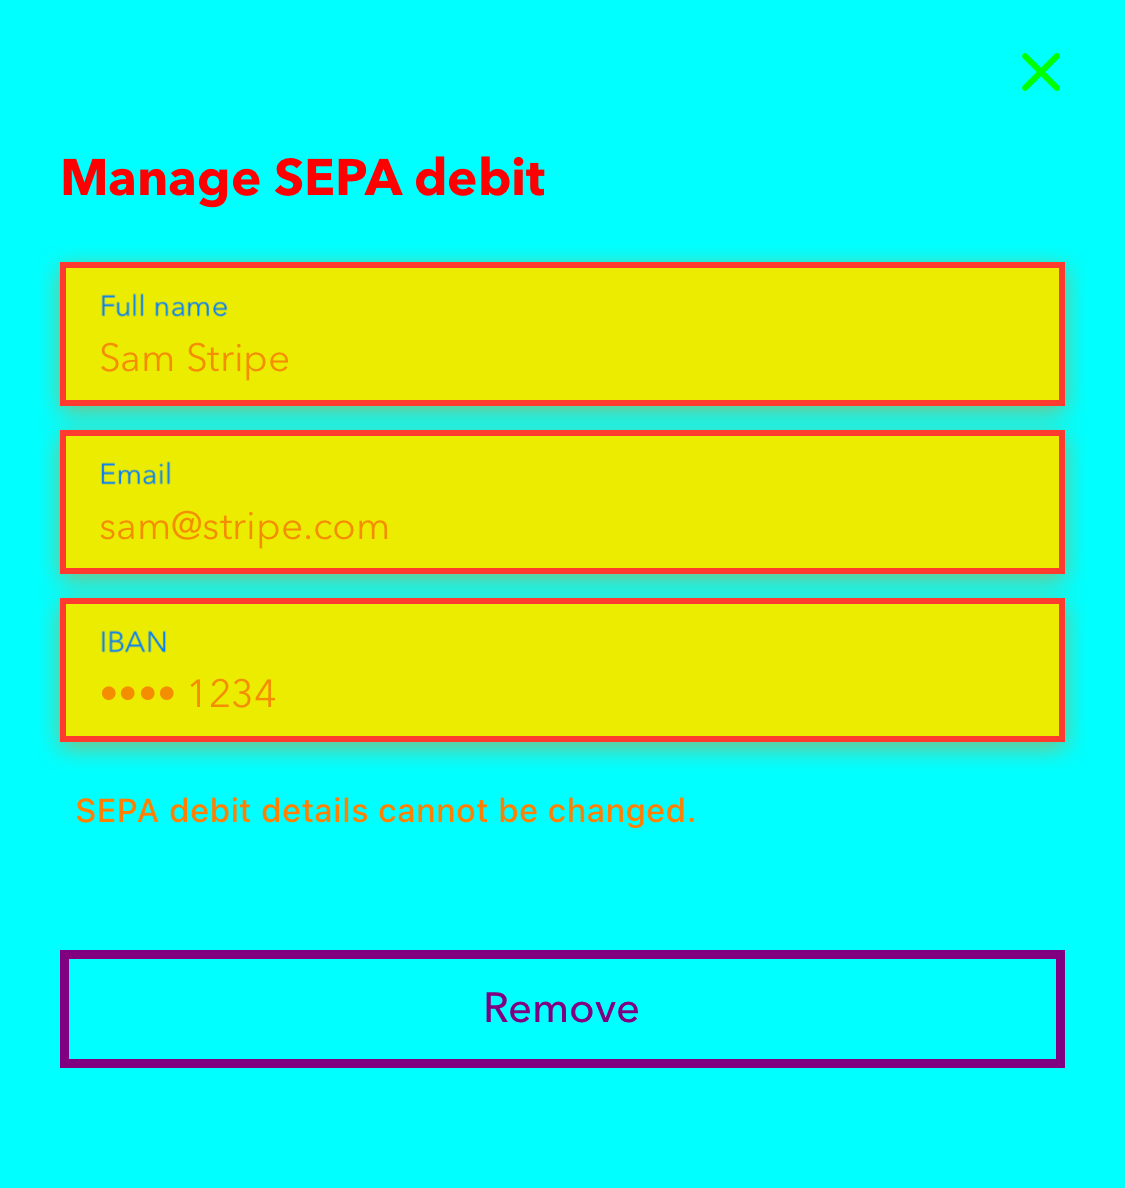 Manage SEPA debit
Full name
Sam Stripe
Email
sam@stripe.com
IBAN
•••• 1234
SEPA debit details cannot be changed.
Remove